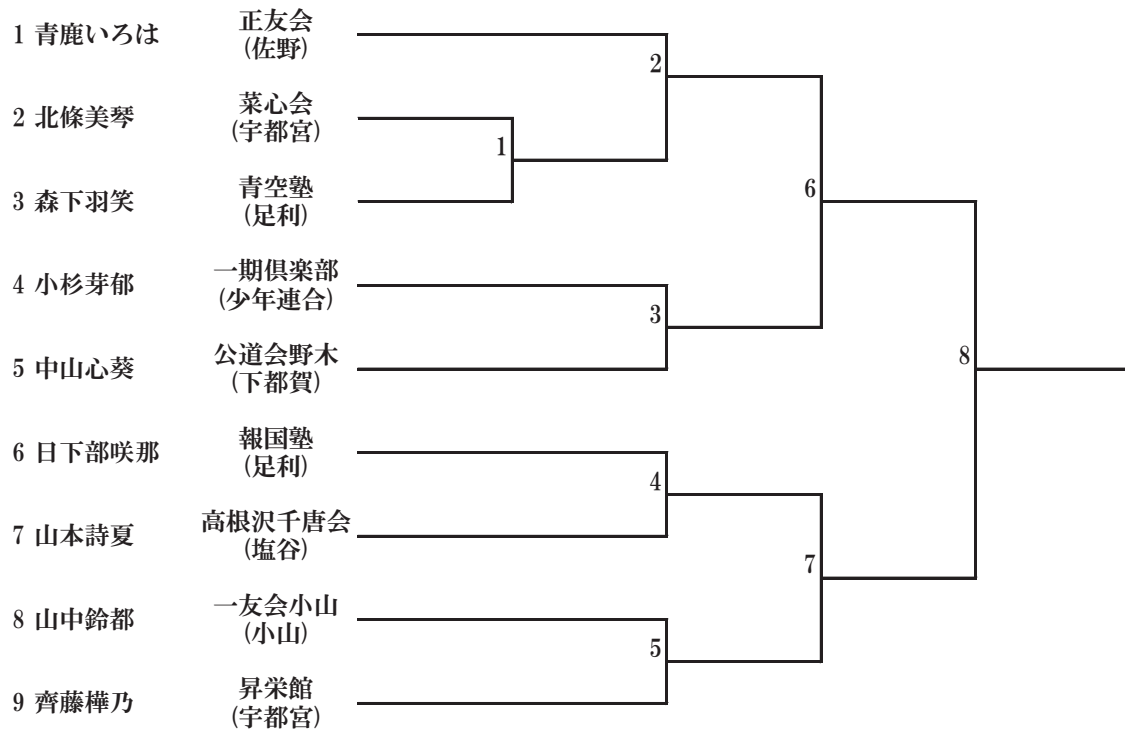 1 青鹿いろは 正友会
(佐野)
2 北條美琴 菜心会
(宇都宮)
3 森下羽笑 青空塾
(足利)
4 小杉芽郁 一期倶楽部
(少年連合)
5 中山心葵 公道会野木
(下都賀)
6 日下部咲那 報国塾
(足利)
7 山本詩夏 高根沢千唐会
(塩谷)
8 山中鈴都 一友会小山
(小山)
9 齊藤樺乃 昇栄館
(宇都宮)
2
1
6
3
8
4
7
5